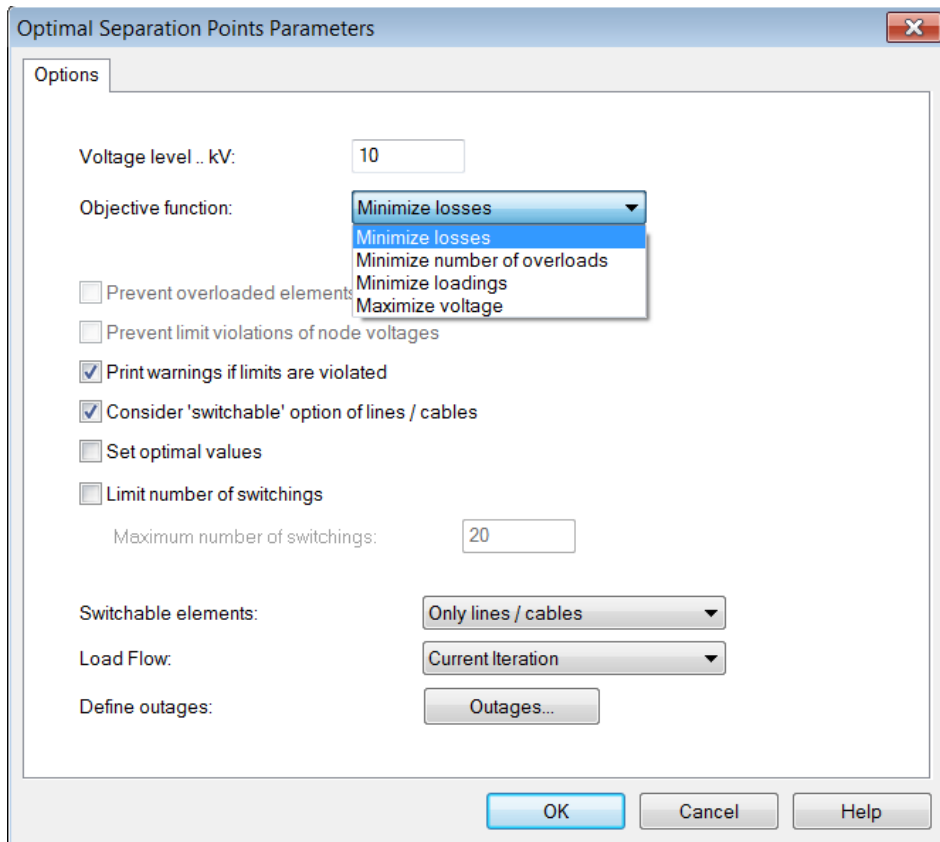 Optimal Separation Points Parameters
Options
Voltage level .. kV: 10
Objective function: Minimize losses
Minimize losses
Minimize number of overloads
Minimize loadings
Maximize voltage
Prevent overloaded elements
Prevent limit violations of node voltages
Print warnings if limits are violated
Consider 'switchable' option of lines / cables
Set optimal values
Limit number of switchings
Maximum number of switchings: 20
Switchable elements: Only lines / cables
Load Flow: Current Iteration
Define outages: Outages...
OK Cancel Help